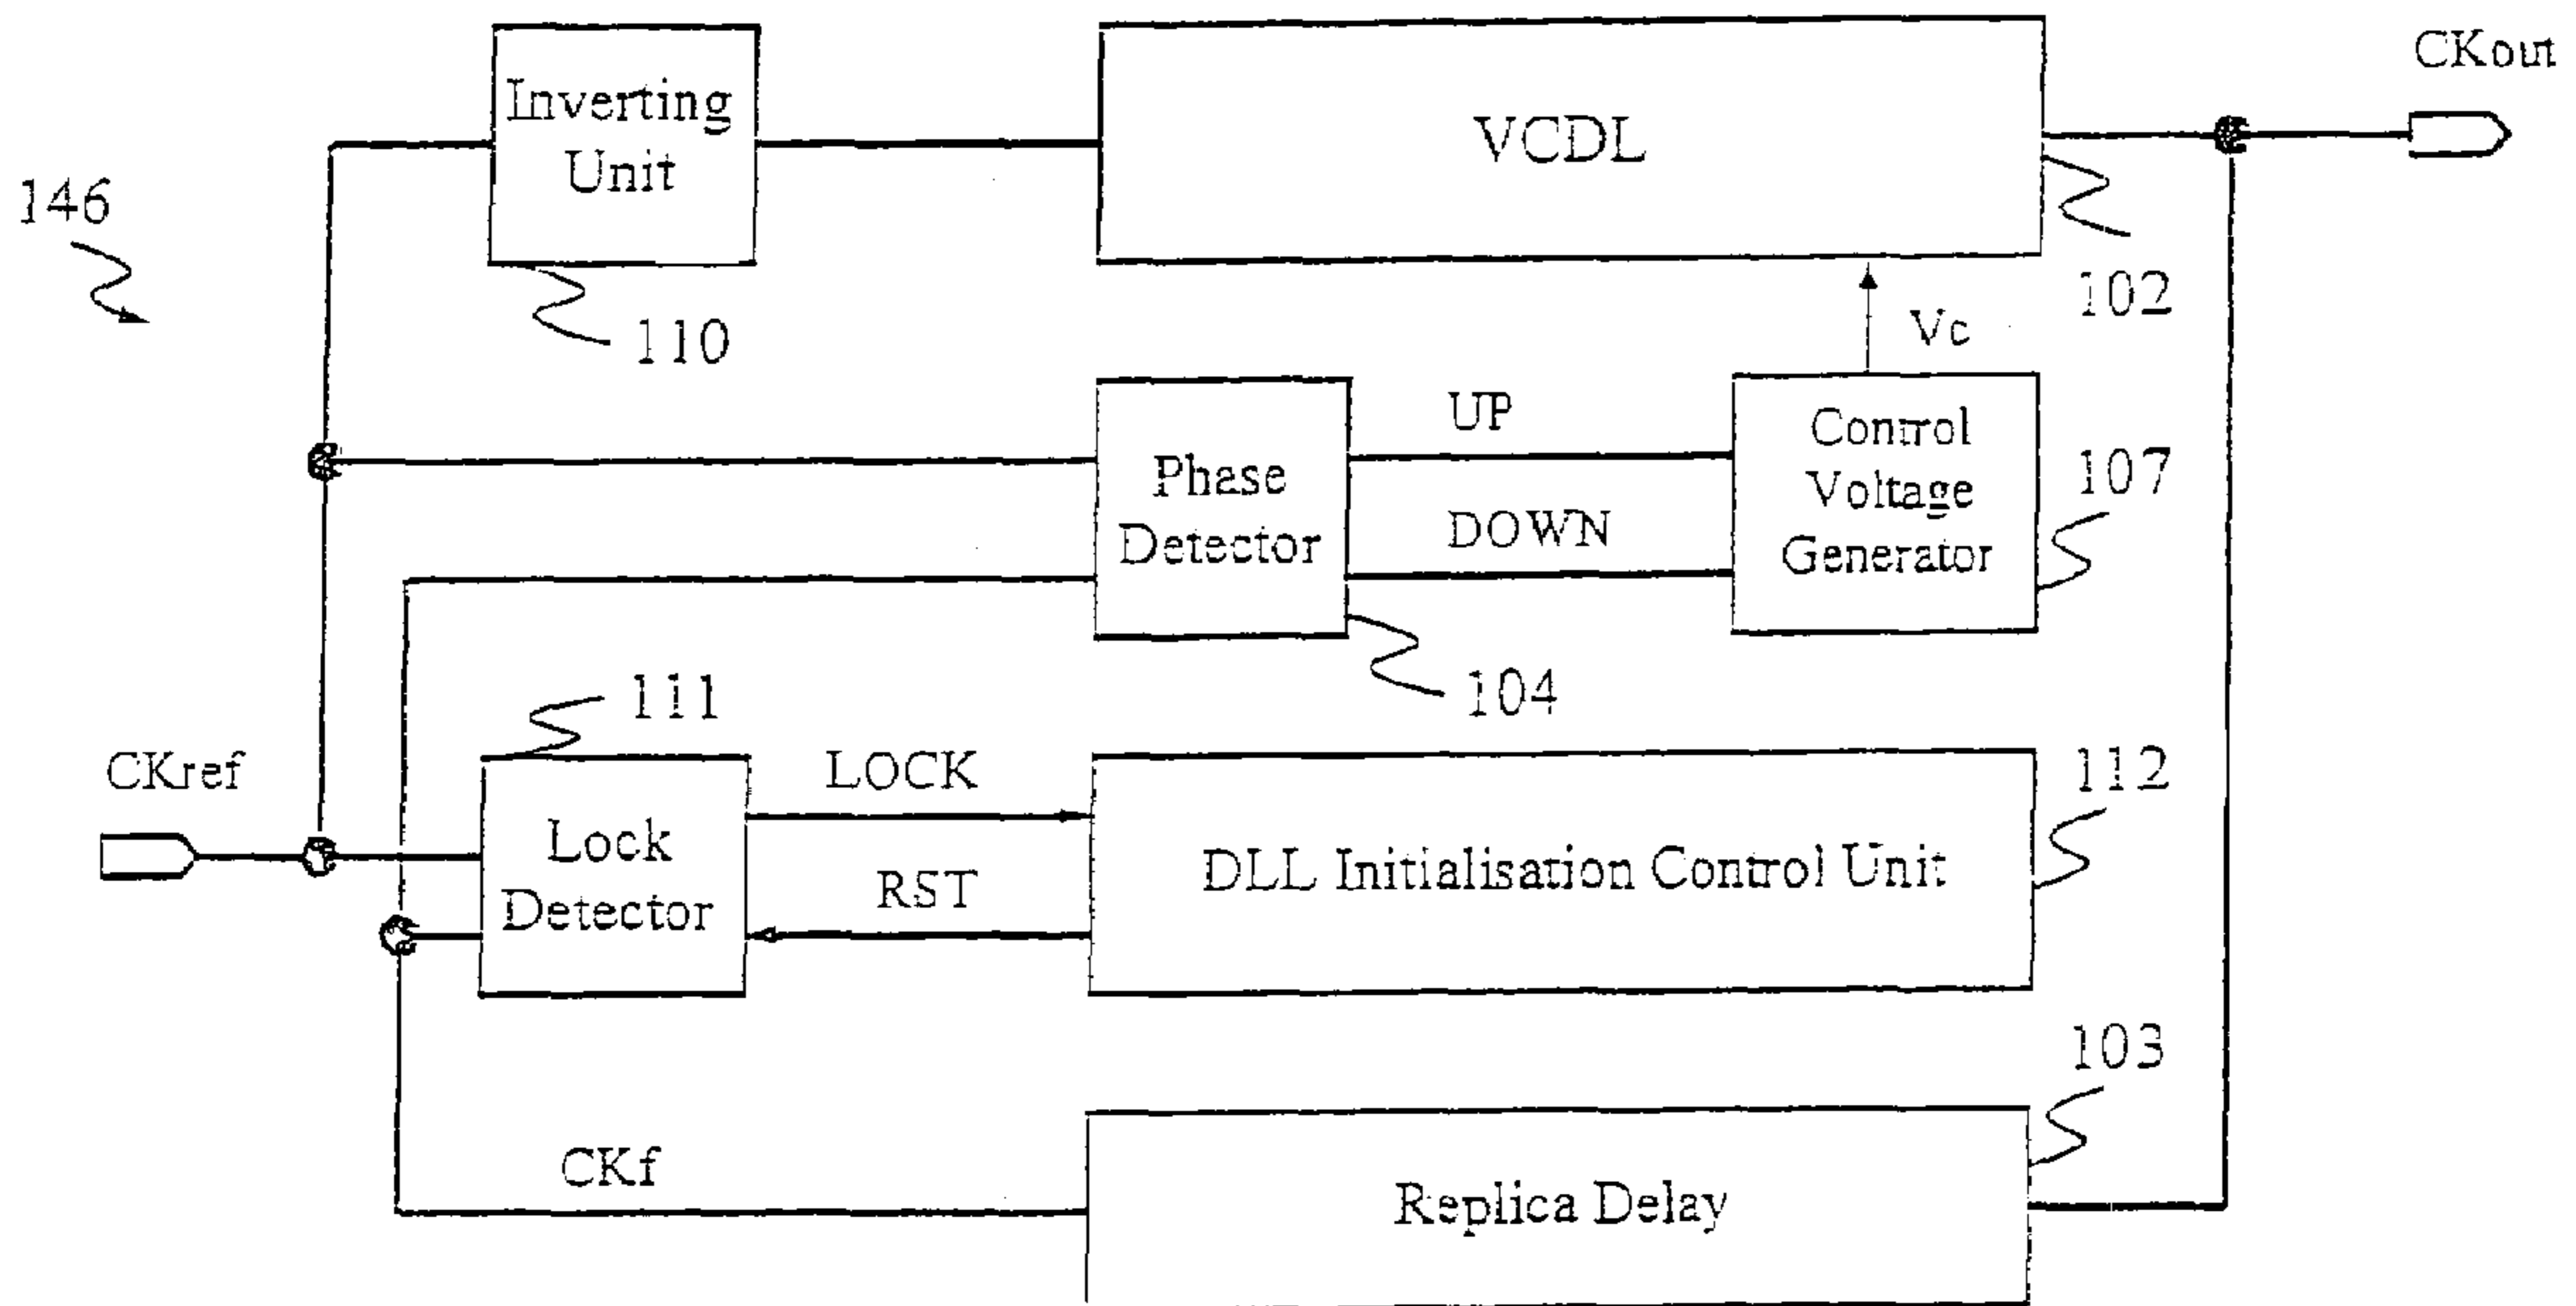 CKout
Inverting
Unit
VCDL
146
102
110
Vc
UP
Control
Voltage
Generator
107
Phase
Detector
DOWN
104
111
CKref
LOCK
112
Lock
Detector
DLL Initialisation Control Unit
RST
103
CKf
Replica Delay